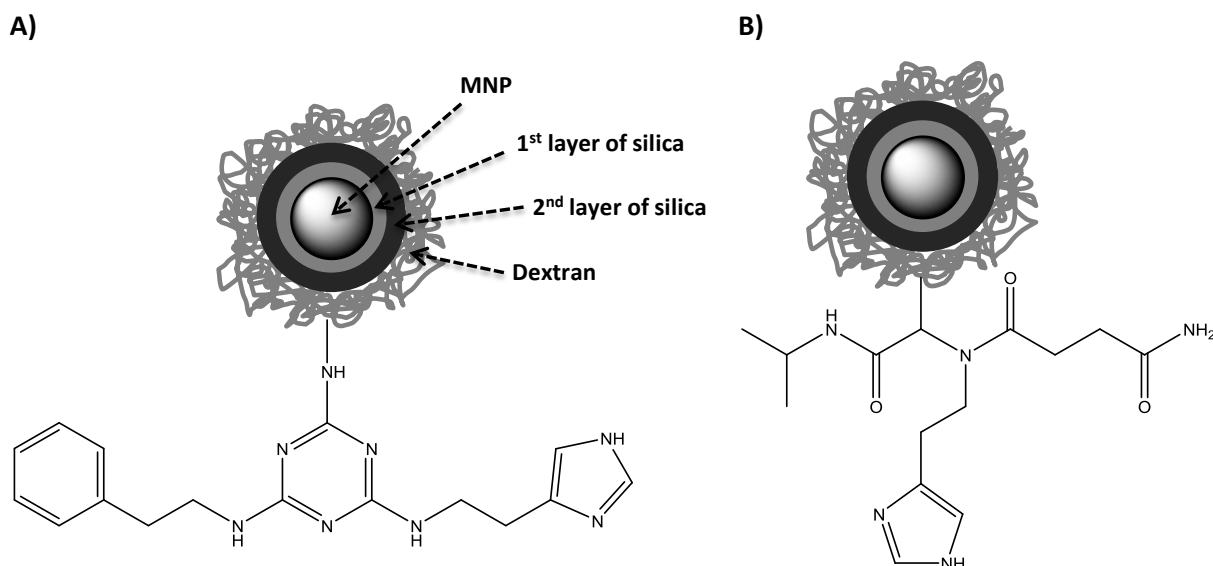 A)
B)
MNP
1st layer of silica
2nd layer of silica
Dextran
NH
N
N
N
N
H
N
H
NH
N
H
N
O
O
N
NH2
O
N
NH